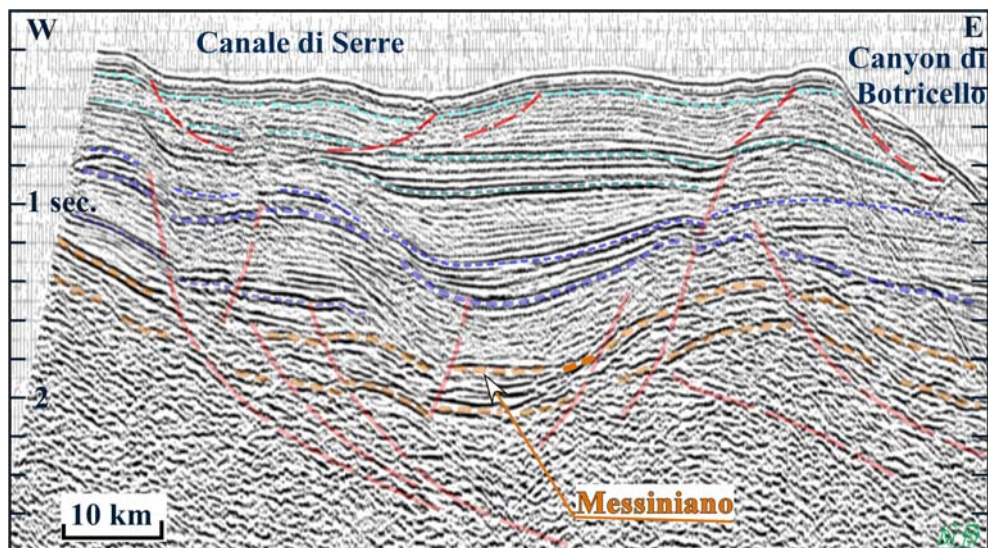 W
E
Canale di Serre
Canyon di
Botricello
1 sec.
2
Messiniano
10 km